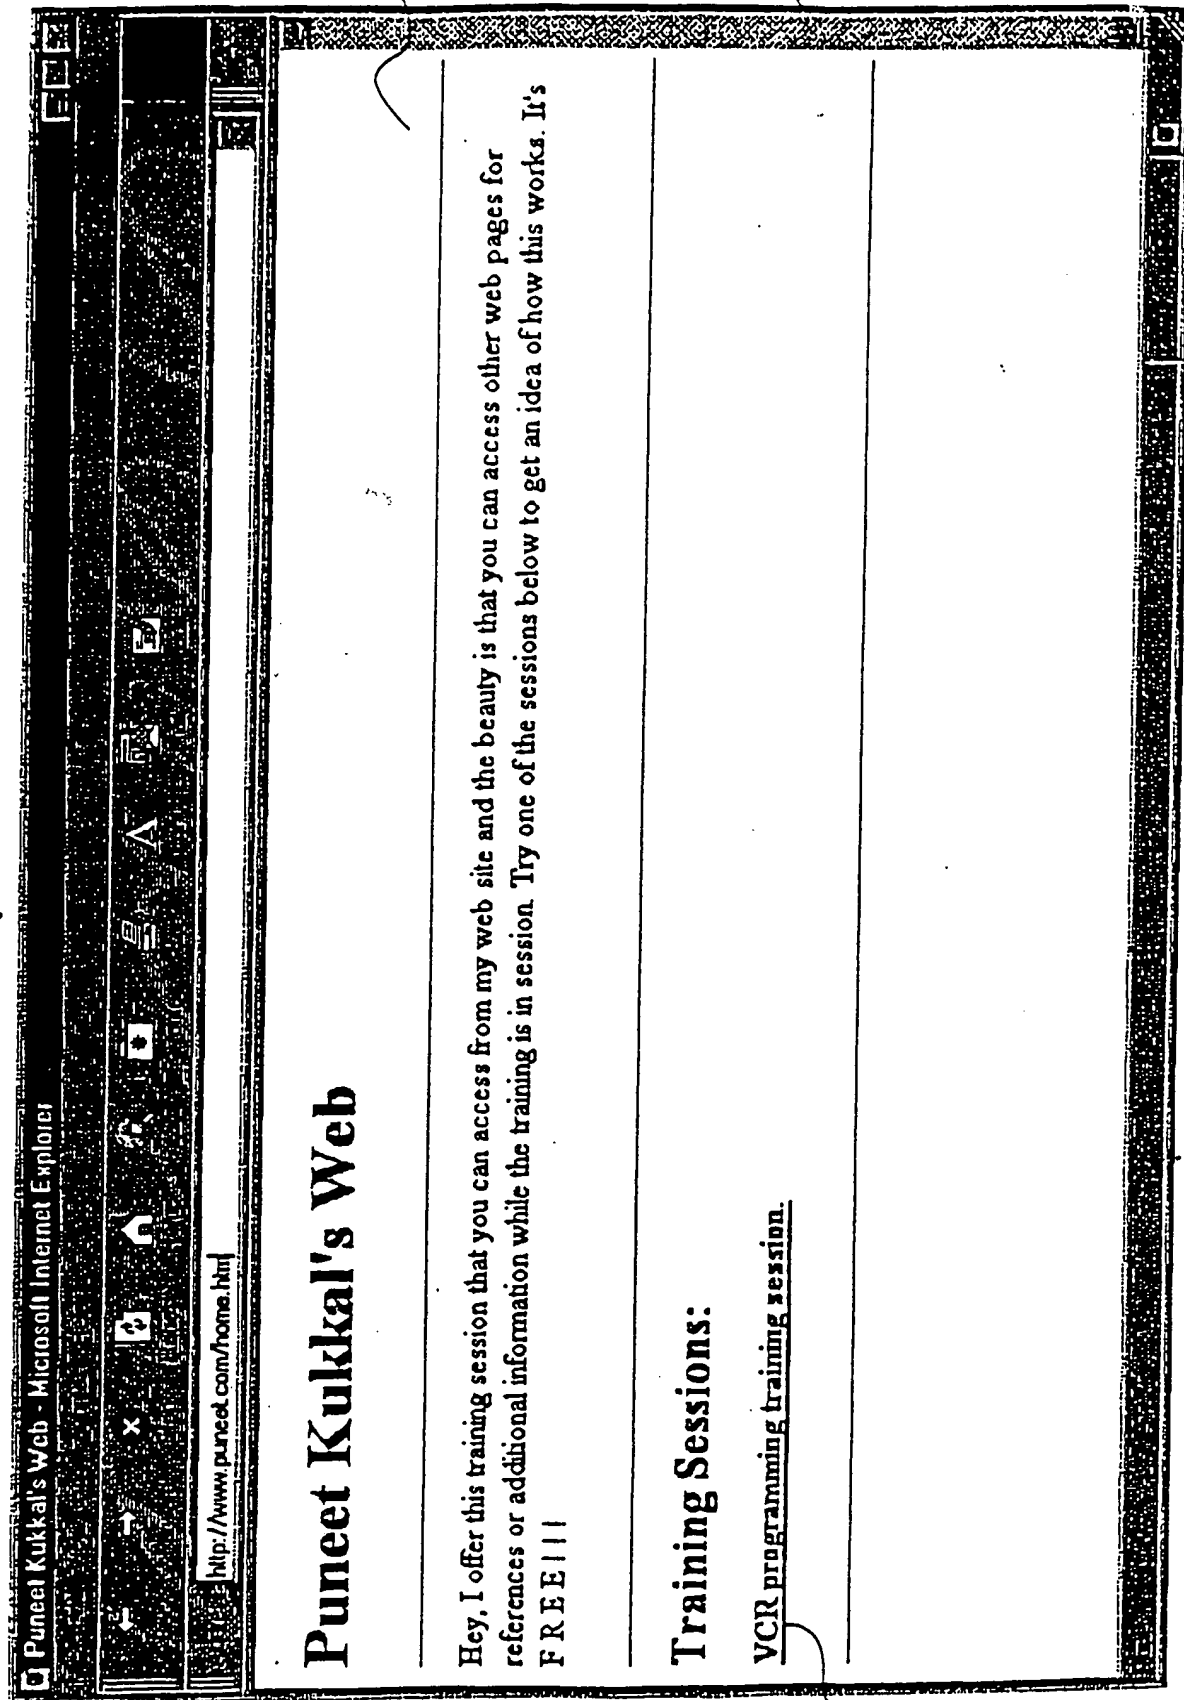 Puneet Kukkal's Web - Microsoft Internet Explorer
http://www.puneet.com/home.htm
Puneet Kukkal's Web
Hey, I offer this training session that you can access from my web site and the beauty is that you can access other web pages for
references or additional information while the training is in session. Try one of the sessions below to get an idea of how this works. It's
F R E E ! ! !
Training Sessions:
VCR programming training session.